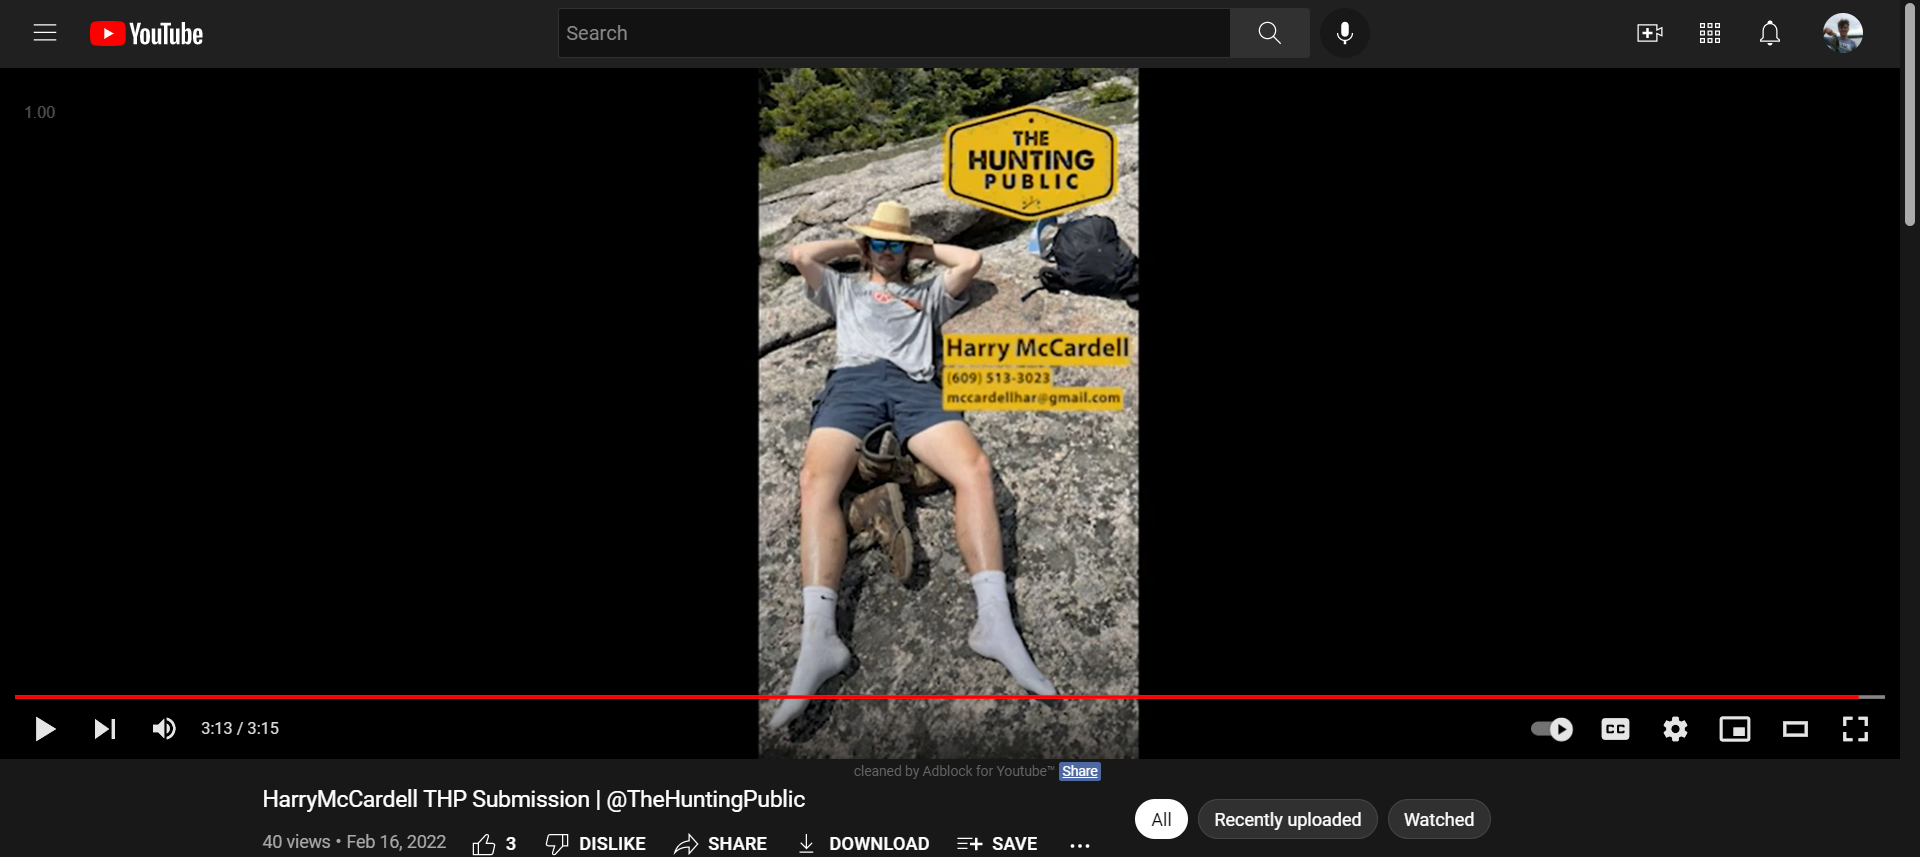 YouTube
Search
1.00
THE
HUNTING
PUBLIC
Harry McCardell
(609) 513-3023
mccardellhar@gmail.com
3:13 / 3:15
CC
cleaned by Adblock for Youtube™ Share
HarryMcCardell THP Submission | @TheHuntingPublic
40 views • Feb 16, 2022
3 DISLIKE SHARE DOWNLOAD SAVE
All Recently uploaded Watched